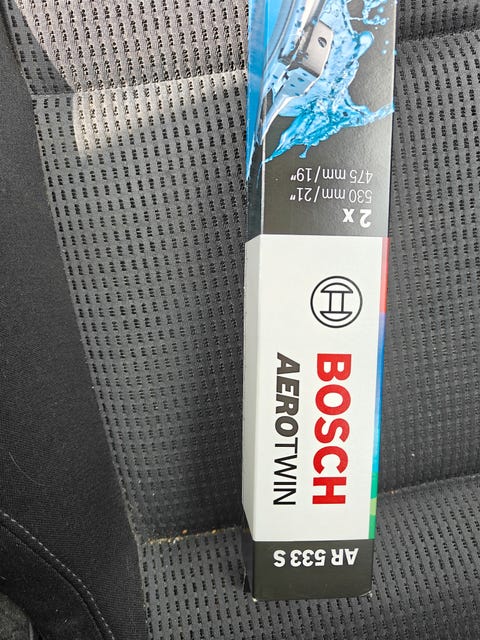 2 x
530 mm/21"
475 mm/19"
BOSCH
AEROTWIN
AR 533 S